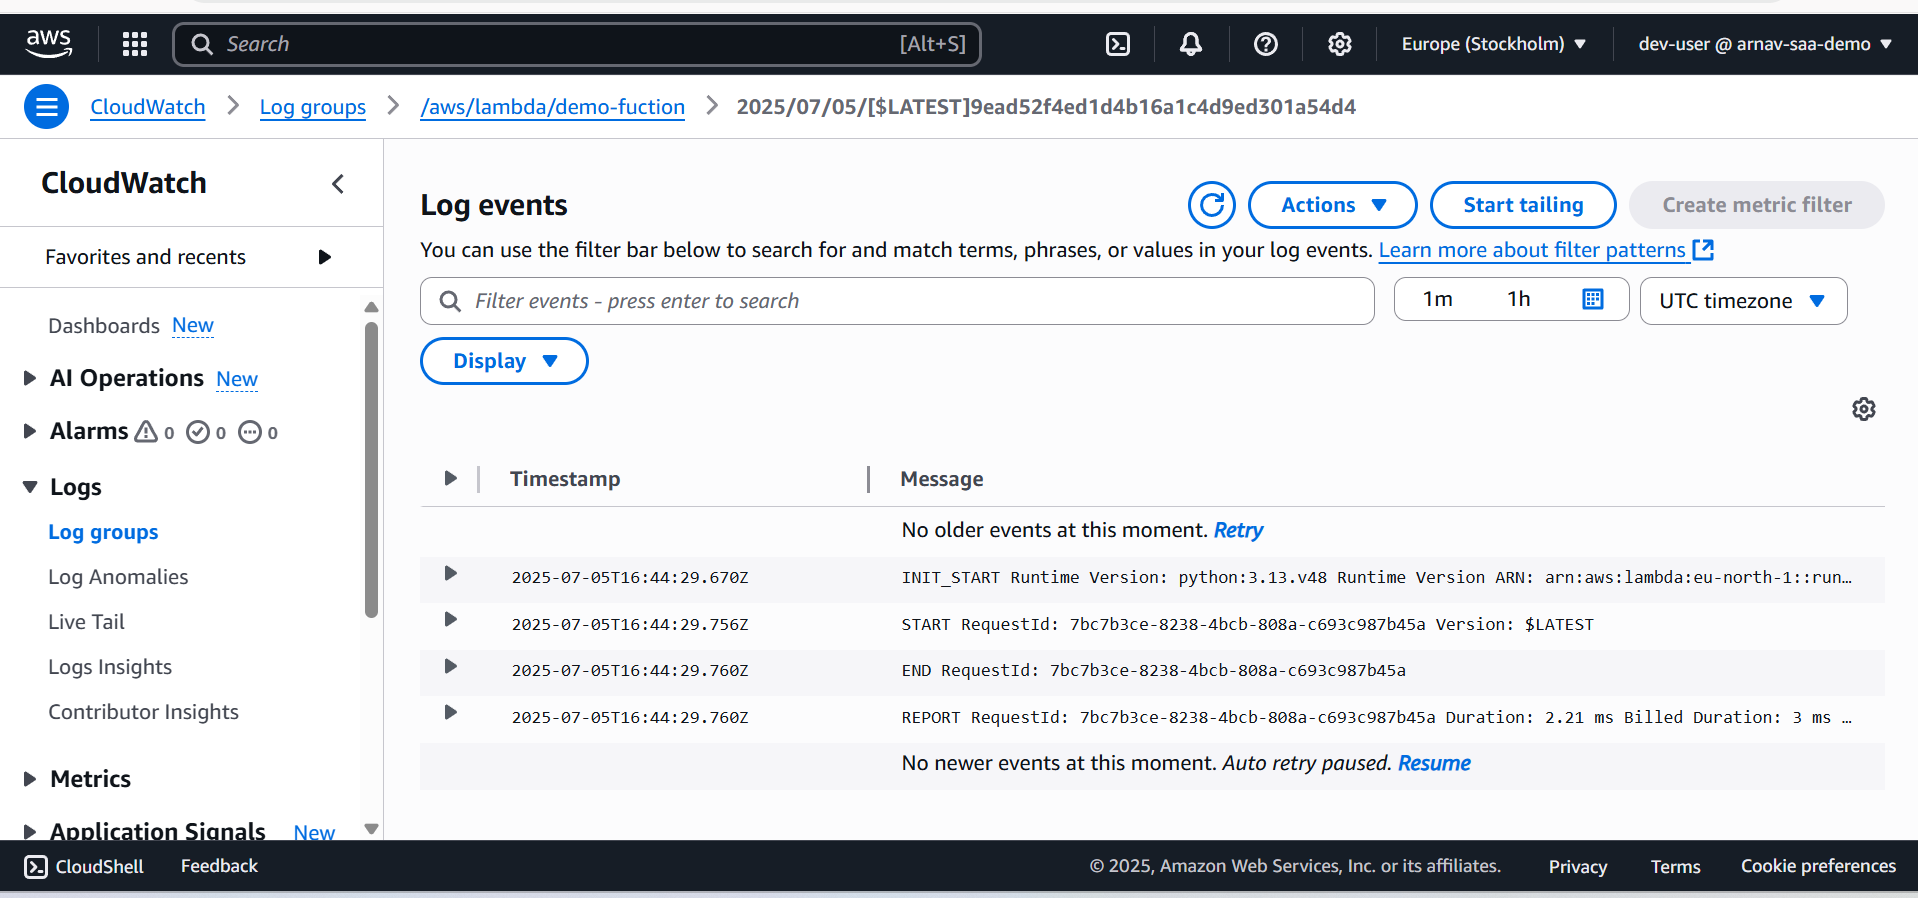 aws
Search [Alt+S]
Europe (Stockholm)
dev-user @ arnav-saa-demo
CloudWatch
Log groups
/aws/lambda/demo-fuction
2025/07/05/[$LATEST]9ead52f4ed1d4b16a1c4d9ed301a54d4
CloudWatch
Favorites and recents
Dashboards New
AI Operations New
Alarms 0 0 0
Logs
Log groups
Log Anomalies
Live Tail
Logs Insights
Contributor Insights
Metrics
Application Signals New
Log events
Actions
Start tailing
Create metric filter
You can use the filter bar below to search for and match terms, phrases, or values in your log events. Learn more about filter patterns
Filter events - press enter to search
1m 1h
UTC timezone
Display
Timestamp Message
No older events at this moment. Retry
2025-07-05T16:44:29.670Z INIT_START Runtime Version: python:3.13.v48 Runtime Version ARN: arn:aws:lambda:eu-north-1::run…
2025-07-05T16:44:29.756Z START RequestId: 7bc7b3ce-8238-4bcb-808a-c693c987b45a Version: $LATEST
2025-07-05T16:44:29.760Z END RequestId: 7bc7b3ce-8238-4bcb-808a-c693c987b45a
2025-07-05T16:44:29.760Z REPORT RequestId: 7bc7b3ce-8238-4bcb-808a-c693c987b45a Duration: 2.21 ms Billed Duration: 3 ms …
No newer events at this moment. Auto retry paused. Resume
CloudShell Feedback
© 2025, Amazon Web Services, Inc. or its affiliates. Privacy Terms Cookie preferences